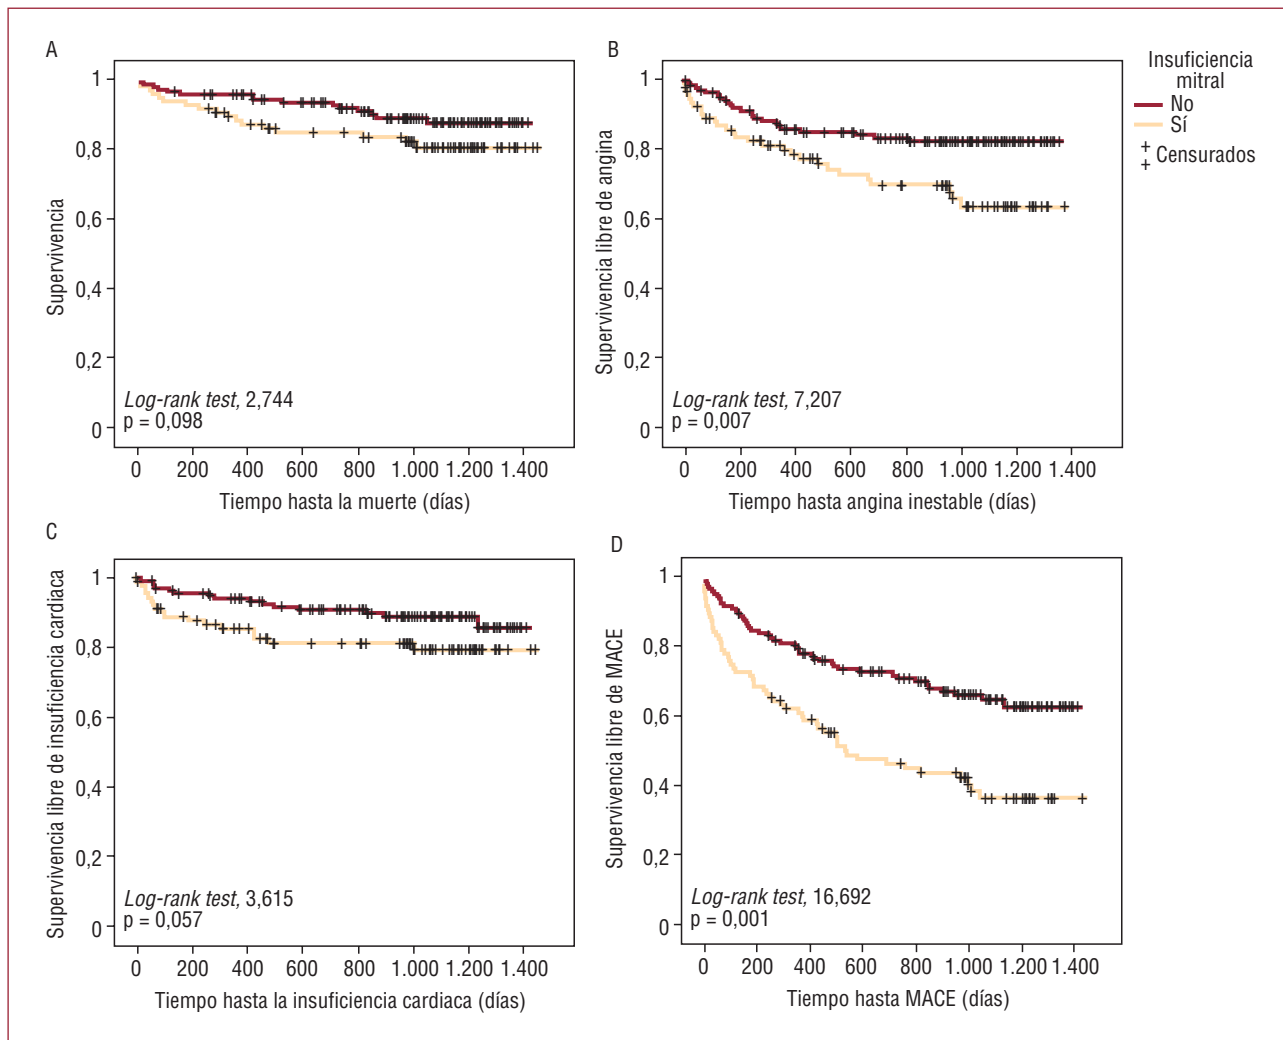 A
Supervivencia
1
0,8
0,6
0,4
0,2
0
Log-rank test, 2,744
p = 0,098
0 200 400 600 800 1.000 1.200 1.400
Tiempo hasta la muerte (días)
B
Supervivencia libre de angina
1
0,8
0,6
0,4
0,2
0
Log-rank test, 7,207
p = 0,007
0 200 400 600 800 1.000 1.200 1.400
Tiempo hasta angina inestable (días)
Insuficiencia
mitral
No
Sí
Censurados
C
Supervivencia libre de insuficiencia cardiaca
1
0,8
0,6
0,4
0,2
0
Log-rank test, 3,615
p = 0,057
0 200 400 600 800 1.000 1.200 1.400
Tiempo hasta la insuficiencia cardiaca (días)
D
Supervivencia libre de MACE
1
0,8
0,6
0,4
0,2
0
Log-rank test, 16,692
p = 0,001
0 200 400 600 800 1.000 1.200 1.400
Tiempo hasta MACE (días)